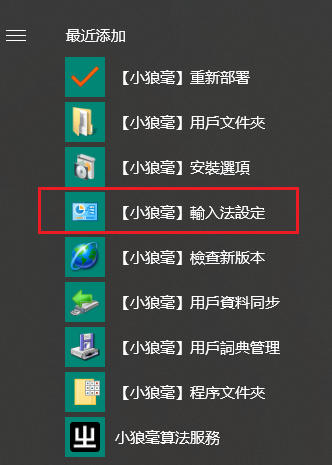 最近添加
【小狼毫】重新部署
【小狼毫】用戶文件夾
【小狼毫】安裝選項
【小狼毫】輸入法設定
【小狼毫】檢查新版本
【小狼毫】用戶資料同步
【小狼毫】用戶詞典管理
【小狼毫】程序文件夾
小狼毫算法服務